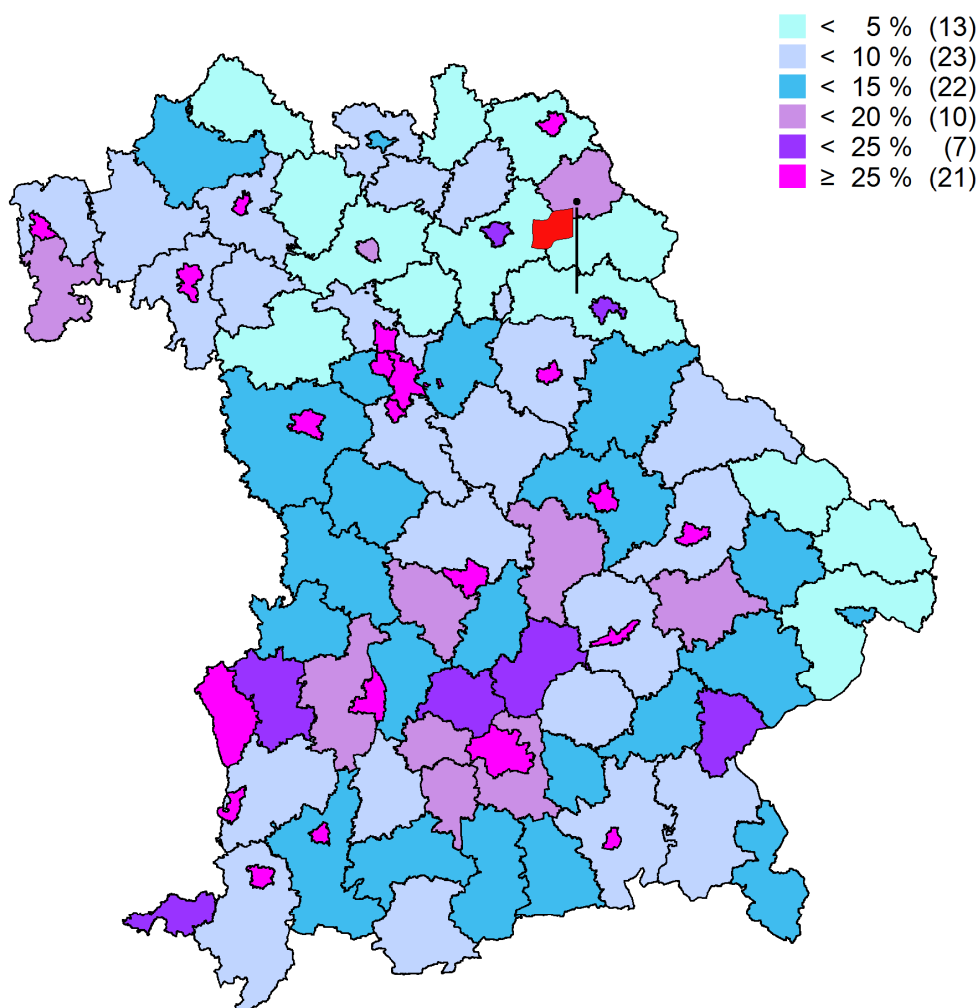 < 5 % (13)
< 10 % (23)
< 15 % (22)
< 20 % (10)
< 25 % (7)
≥ 25 % (21)